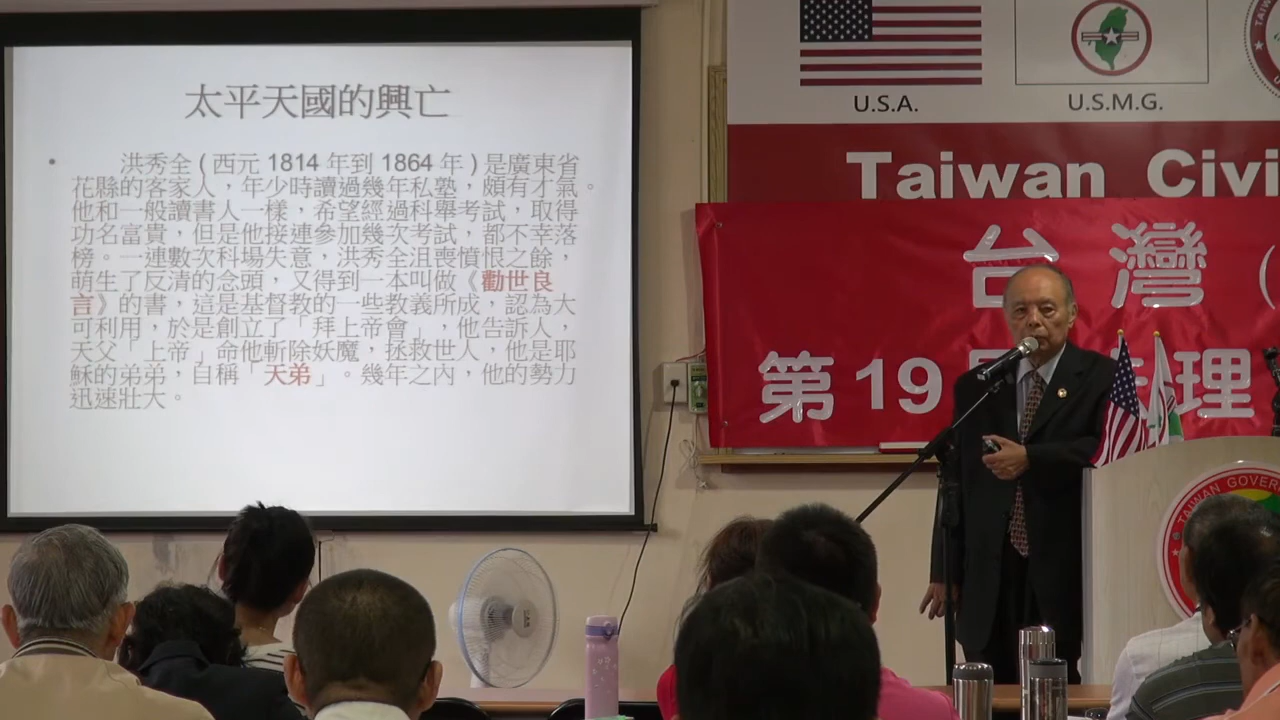 太平天國的興亡
• 洪秀全 ( 西元 1814 年到 1864 年 ) 是廣東省
花縣的客家人，年少時讀過幾年私塾，頗有才氣。
他和一般讀書人一樣，希望經過科舉考試，取得
功名富貴，但是他接連參加幾次考試，都不幸落
榜。一連數次科場失意，洪秀全沮喪憤恨之餘，
萌生了反清的念頭，又得到一本叫做《勸世良
言》的書，這是基督教的一些教義所成，認為大
可利用，於是創立了「拜上帝會」，他告訴人，
天父「上帝」命他斬除妖魔，拯救世人，他是耶
穌的弟弟，自稱「天弟」。幾年之內，他的勢力
迅速壯大。
U.S.A.
U.S.M.G.
Taiwan Civi
台灣(
第19
理
TAIWAN GOVER